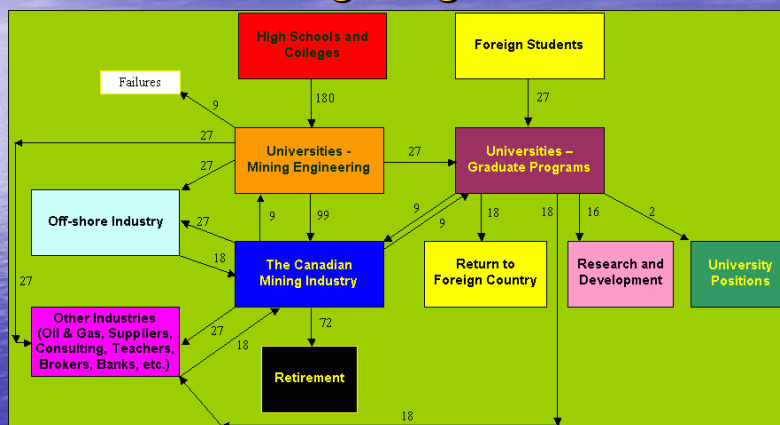 High Schools and
Colleges
Foreign Students
Failures
180
27
9
27
Universities -
Mining Engineering
27
Universities –
Graduate Programs
27
9
99
9
9
18
18
16
2
Off-shore Industry
27
18
The Canadian
Mining Industry
Return to
Foreign Country
Research and
Development
University
Positions
27
Other Industries
(Oil & Gas, Suppliers,
Consulting, Teachers,
Brokers, Banks, etc.)
27
18
72
Retirement
18